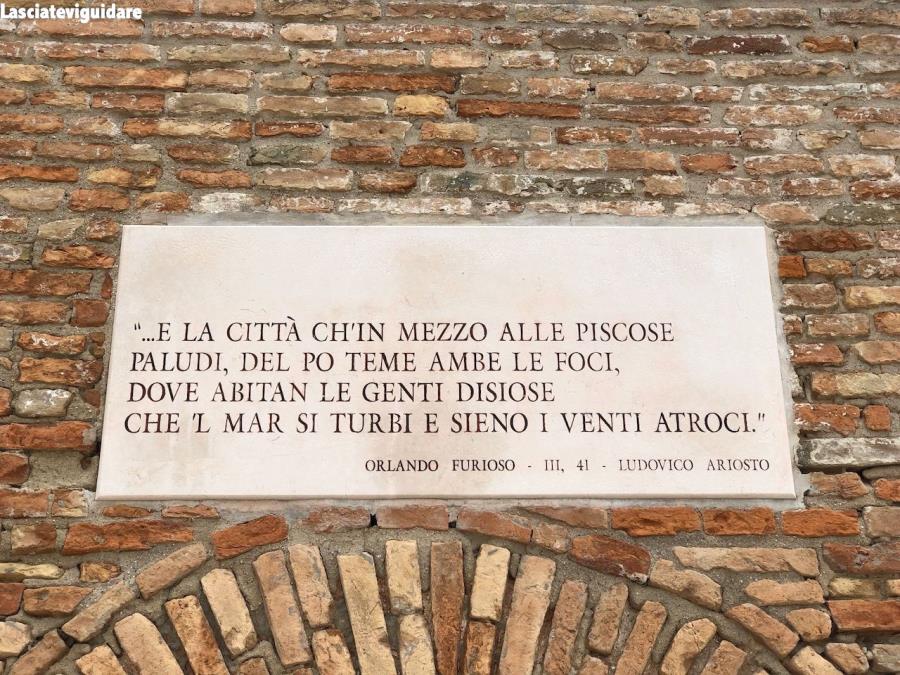 Lasciateviguidare
"...E LA CITTÀ CH'IN MEZZO ALLE PISCOSE
PALUDI, DEL PO TEME AMBE LE FOCI,
DOVE ABITAN LE GENTI DISIOSE
CHE 'L MAR SI TURBI E SIENO I VENTI ATROCI."
ORLANDO FURIOSO - III, 41 - LUDOVICO ARIOSTO